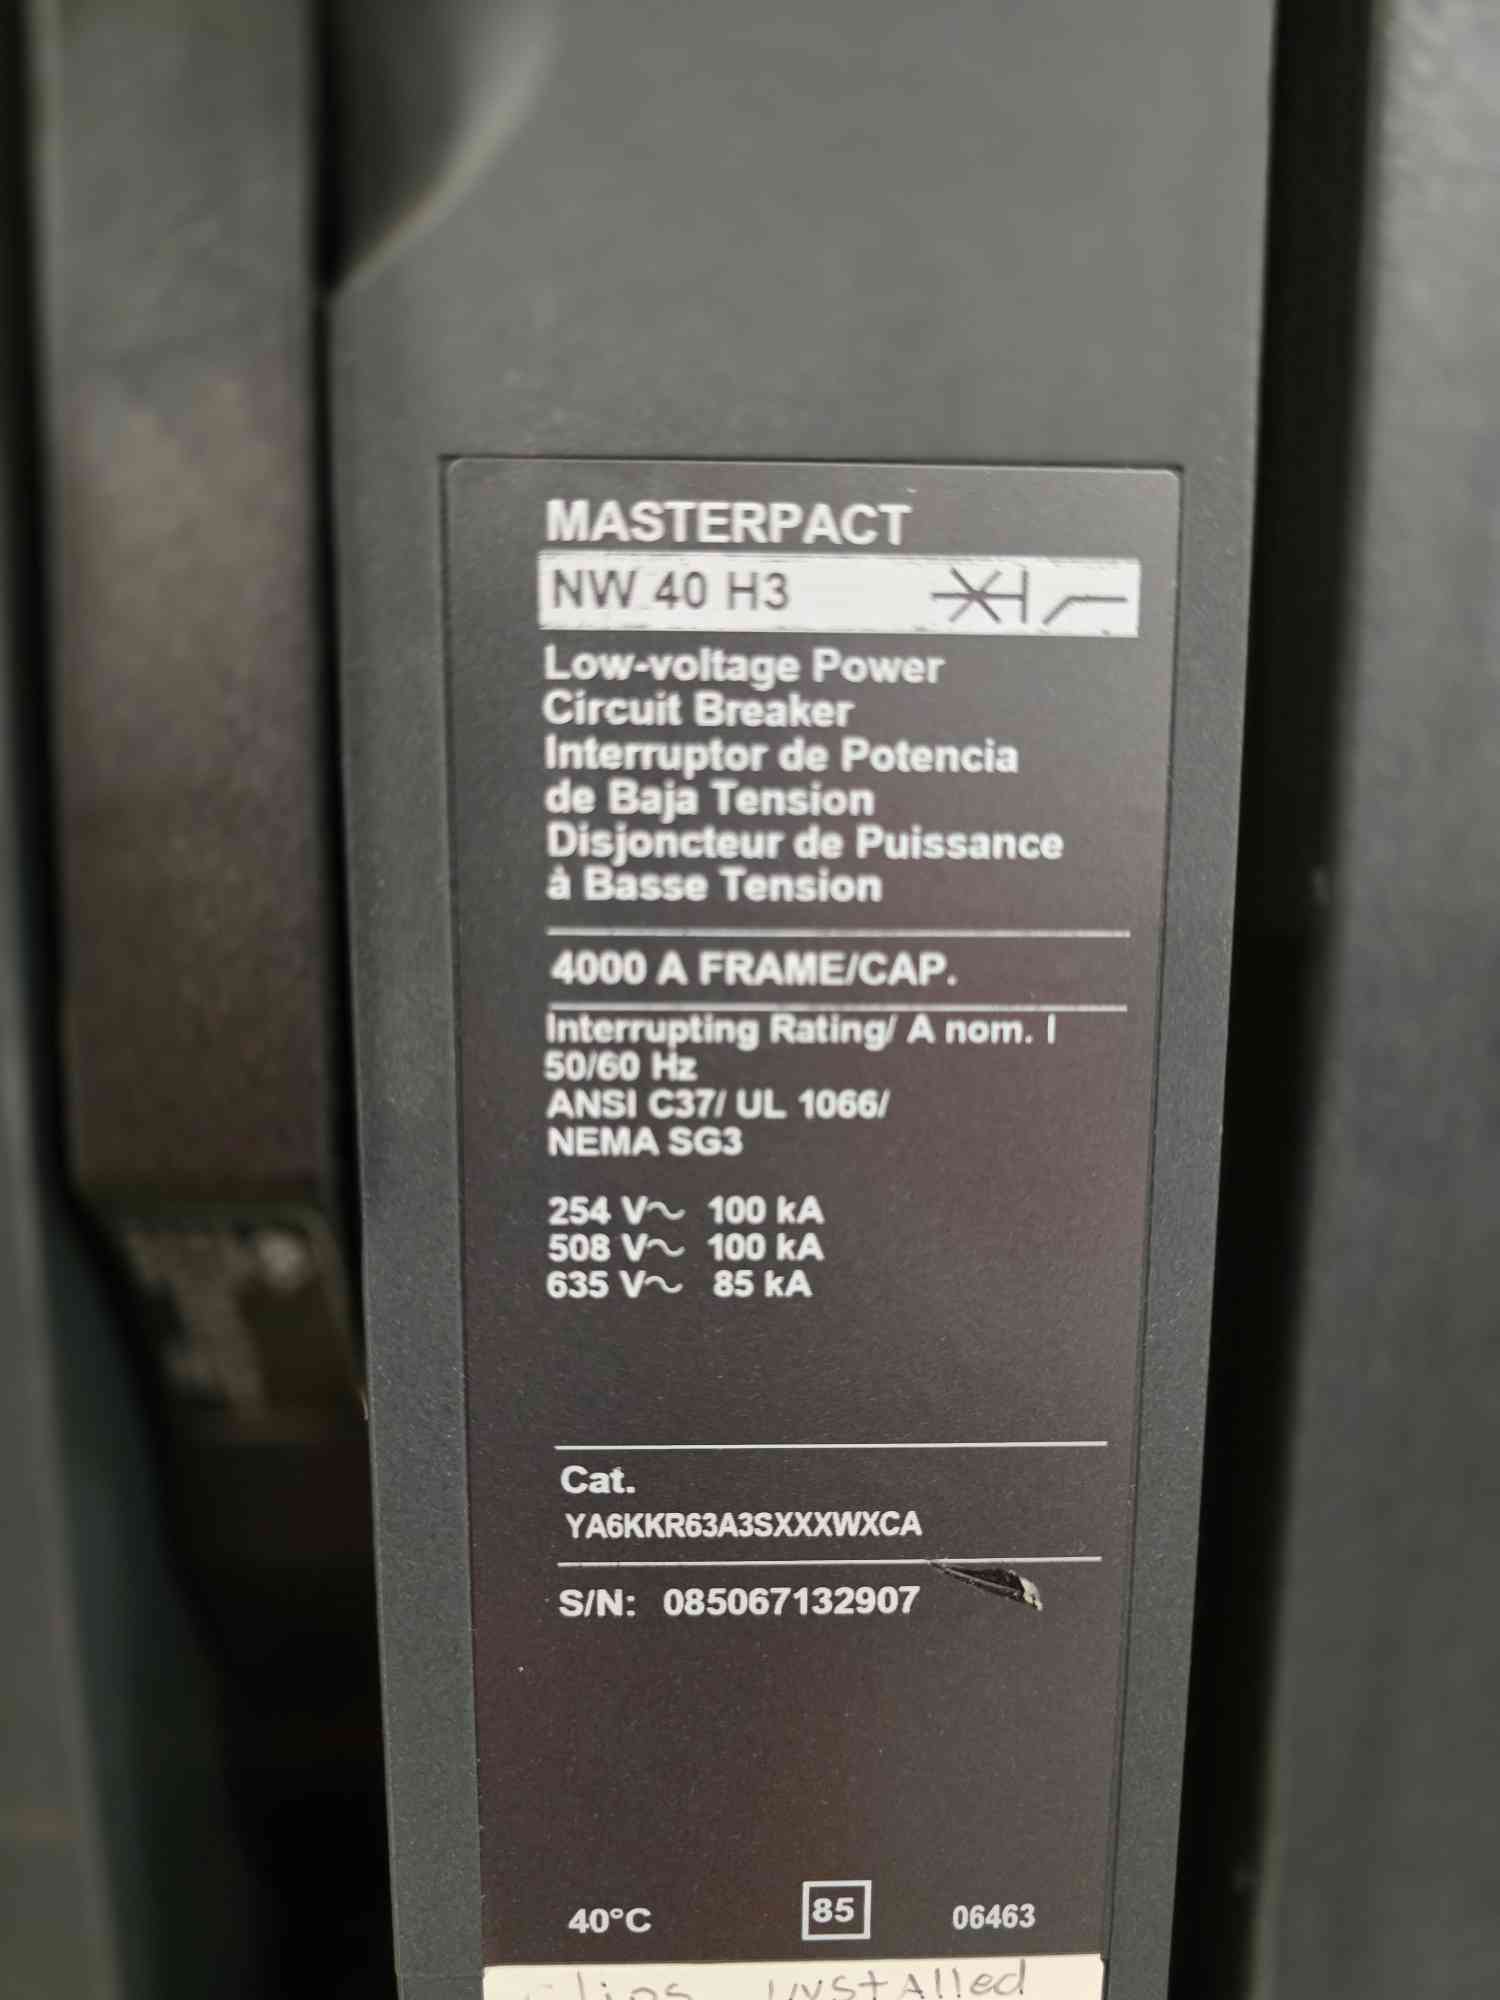 MASTERPACT
NW 40 H3
Low-voltage Power
Circuit Breaker
Interruptor de Potencia
de Baja Tension
Disjoncteur de Puissance
à Basse Tension
4000 A FRAME/CAP.
Interrupting Rating/ A nom. I
50/60 Hz
ANSI C37/ UL 1066/
NEMA SG3
254 V~ 100 kA
508 V~ 100 kA
635 V~ 85 kA
Cat.
YA6KKR63A3SXXXWXCA
S/N: 085067132907
40°C 85 06463
installed